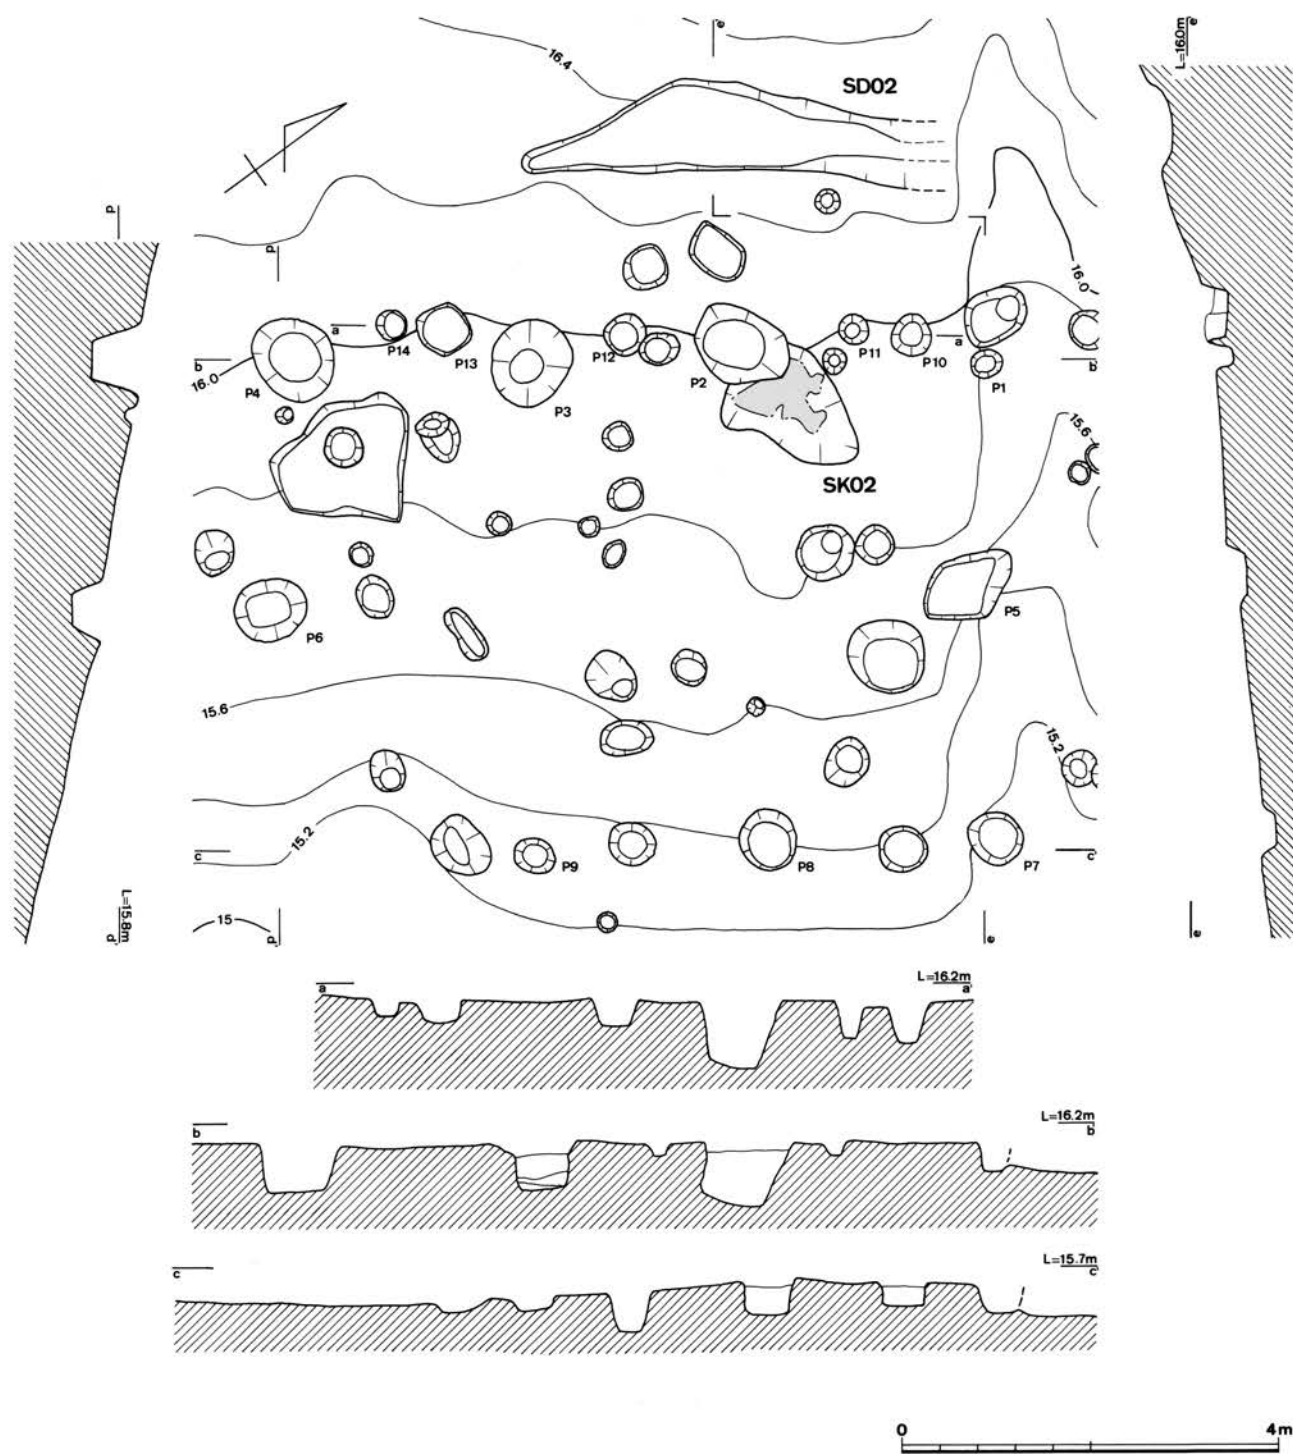 e'
L=16.0m
e'
16.4
SD02
d
d
16.0
a
P14
P13
P12
P11
P10
a'
b
P4
P3
P2
P1
b'
16.0
15.6
SK02
P6
P5
15.6
15.2
15.2
c
P9
P8
P7
c'
L=15.8m
d'
15
d'
e
e
L=16.2m
a
a'
L=16.2m
b
b'
L=15.7m
c
c'
0
4m